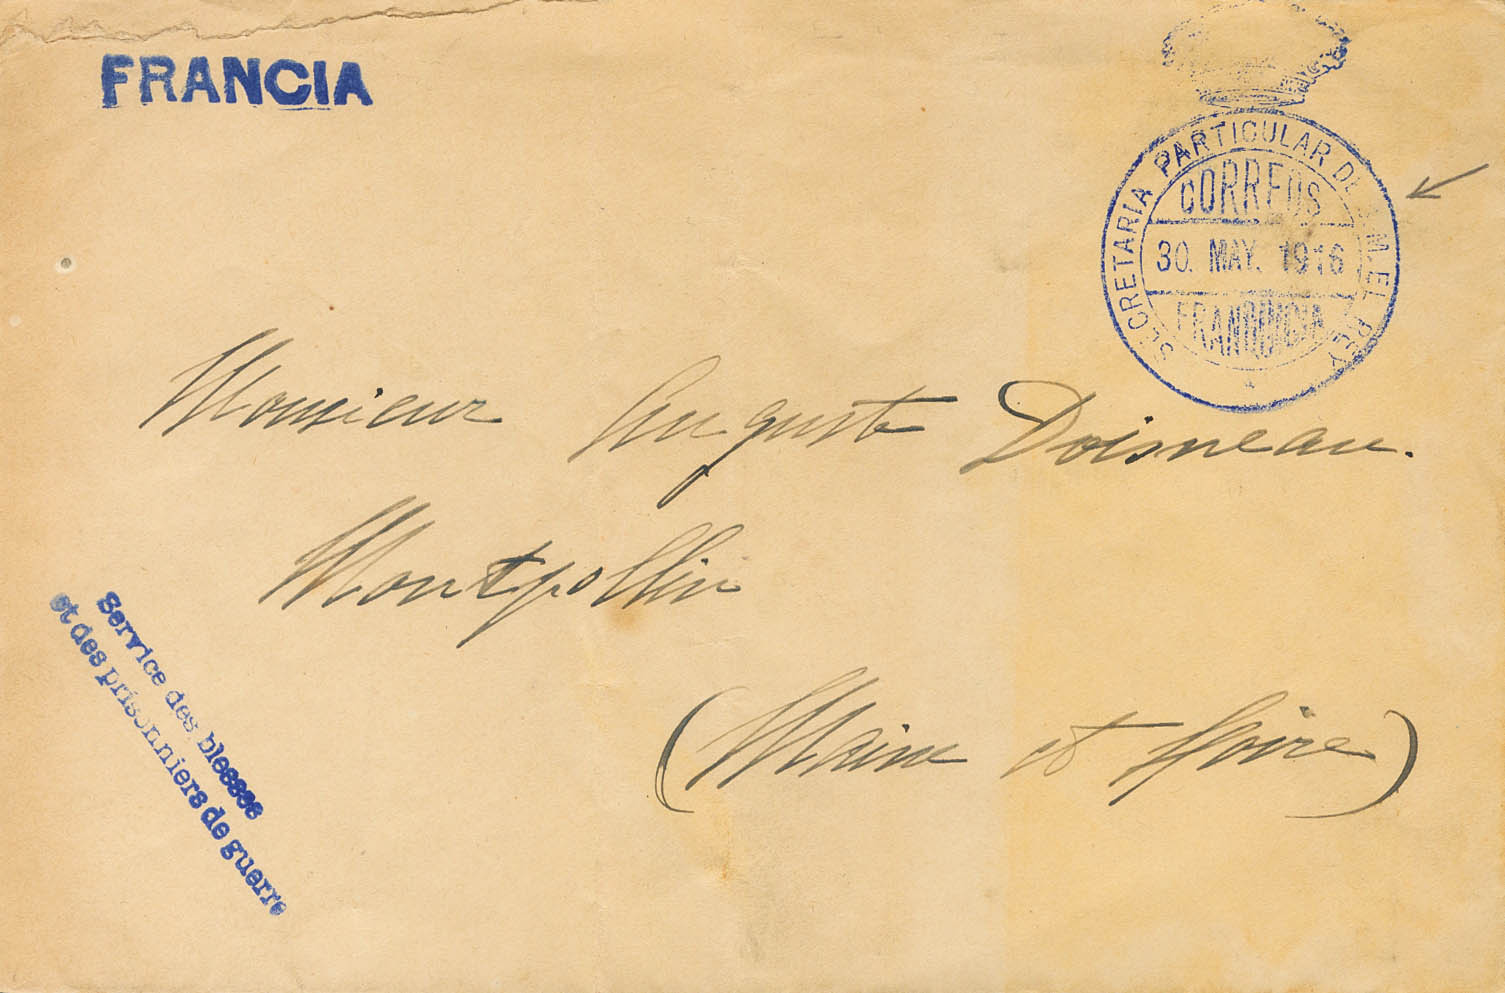 FRANCIA
SECRETARIA PARTICULAR DE S.M. EL REY
CORREOS
30. MAY. 1916
FRANQUICIA
Monsieur Auguste Doisneau.
Montpollin
(Maine et Loire)
Service des blessés
et des prisonniers de guerre